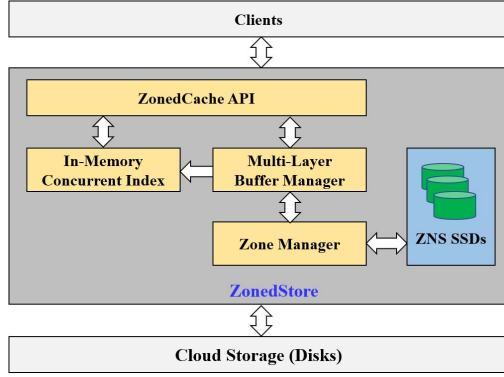 Clients
ZonedCache API
In-Memory
Concurrent Index
Multi-Layer
Buffer Manager
Zone Manager
ZNS SSDs
ZonedStore
Cloud Storage (Disks)